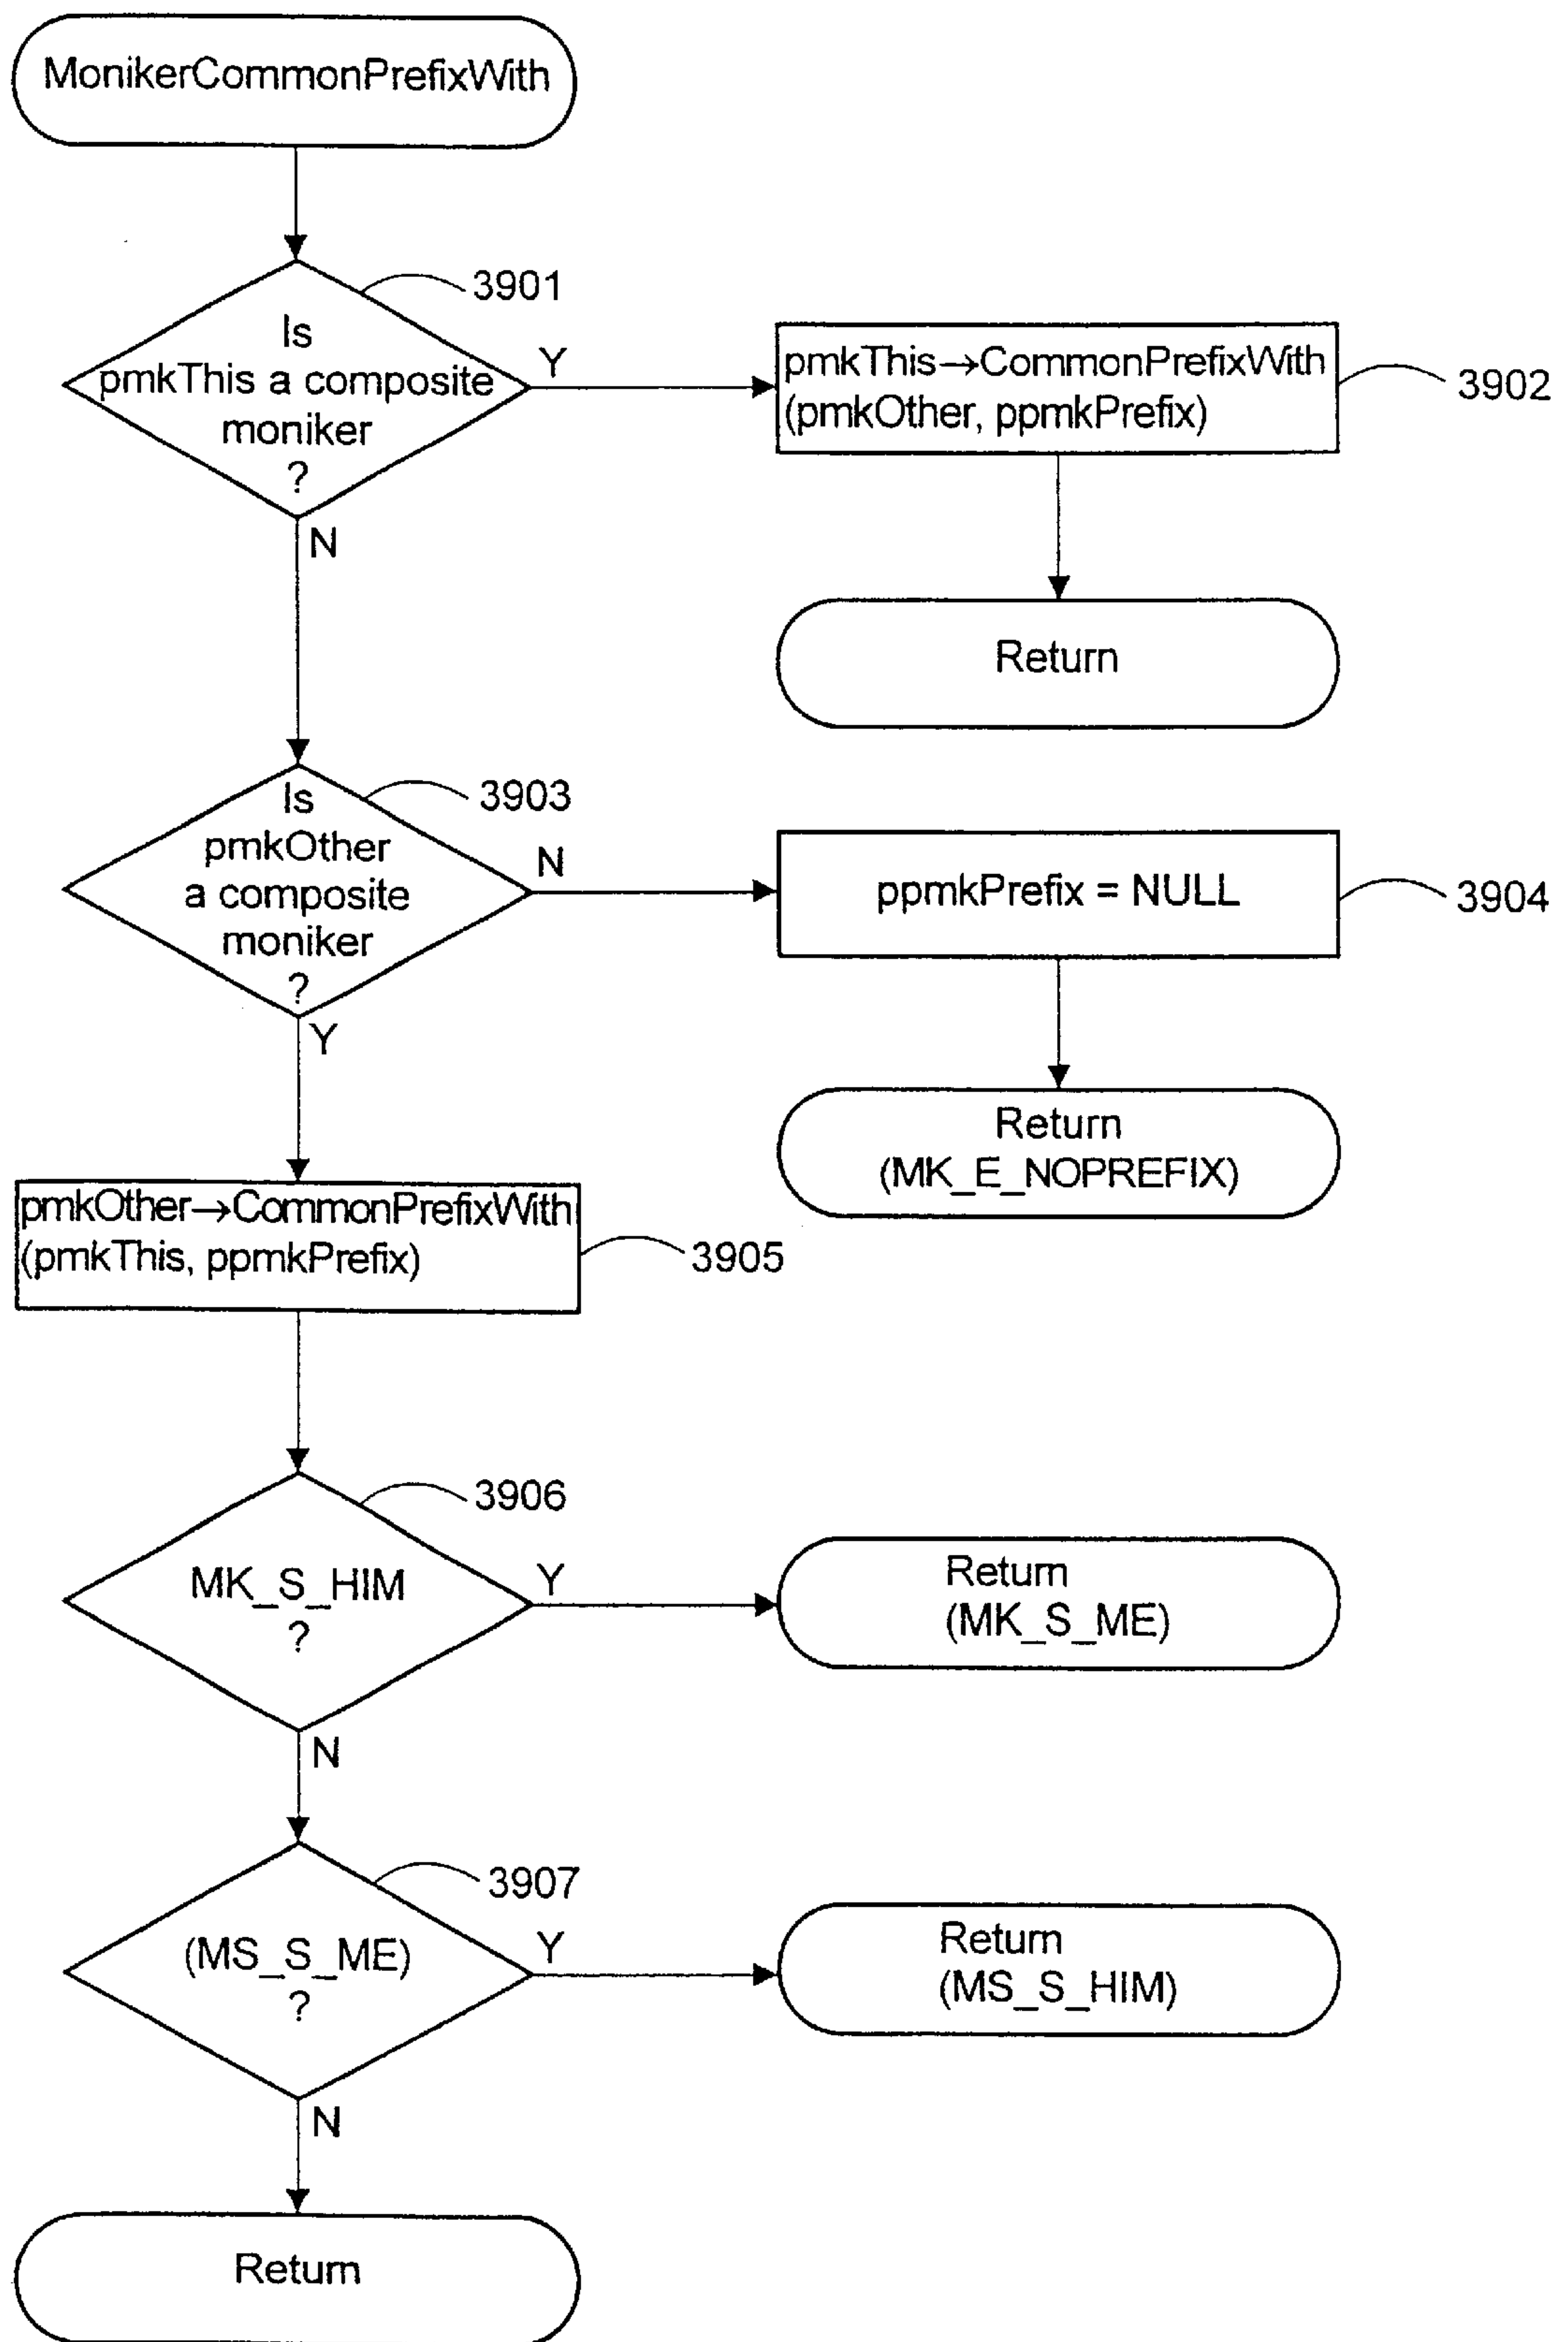 MonikerCommonPrefixWith
3901
Is
pmkThis a composite
moniker
?
Y
N
pmkThis→CommonPrefixWith
(pmkOther, ppmkPrefix)
3902
Return
3903
Is
pmkOther
a composite
moniker
?
N
Y
ppmkPrefix = NULL
3904
Return
(MK_E_NOPREFIX)
pmkOther→CommonPrefixWith
(pmkThis, ppmkPrefix)
3905
3906
MK_S_HIM
?
Y
N
Return
(MK_S_ME)
3907
(MS_S_ME)
?
Y
N
Return
(MS_S_HIM)
Return